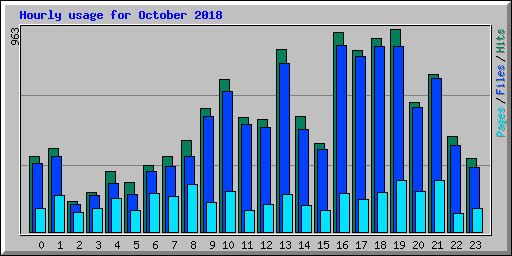 Hourly usage for October 2018
963
Pages/Files/Hits
0 1 2 3 4 5 6 7 8 9 10 11 12 13 14 15 16 17 18 19 20 21 22 23